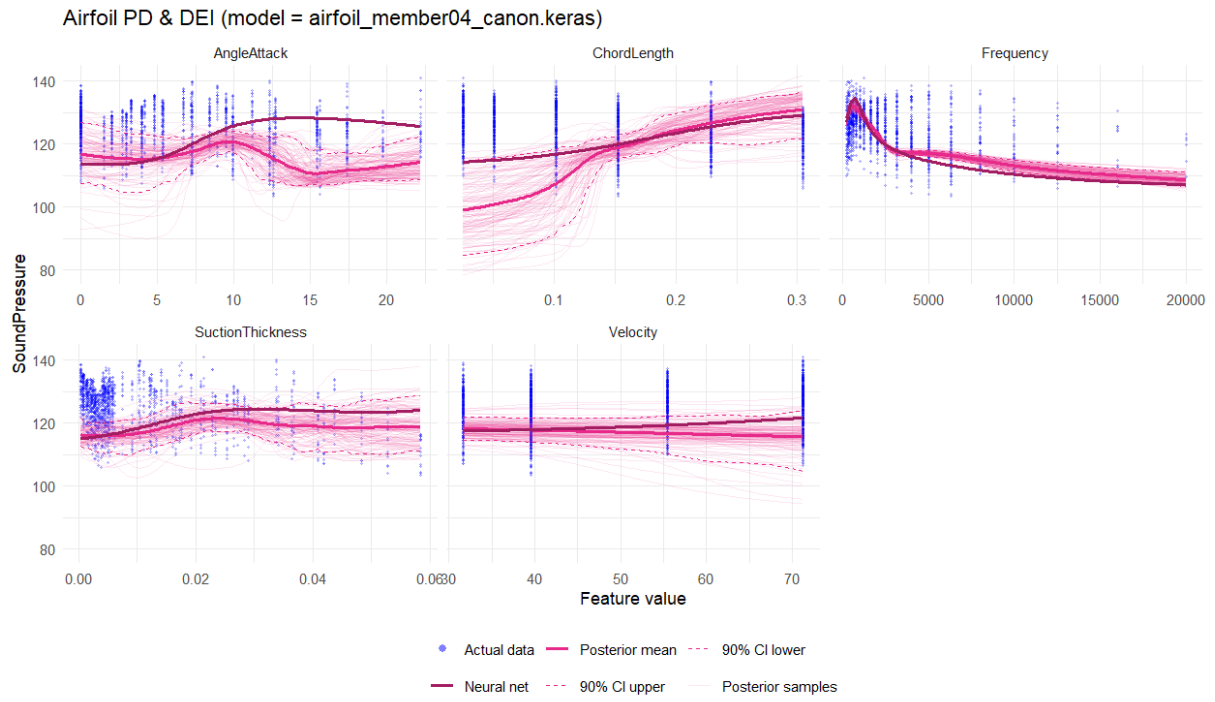 Airfoil PD & DEI (model = airfoil_member04_canon.keras)
AngleAttack
ChordLength
Frequency
140
120
100
80
0 5 10 15 20
0.1 0.2 0.3
0 5000 10000 15000 20000
SoundPressure
SuctionThickness
Velocity
140
120
100
80
0.00 0.02 0.04 0.06
30 40 50 60 70
Feature value
Actual data Posterior mean 90% CI lower
Neural net 90% CI upper Posterior samples